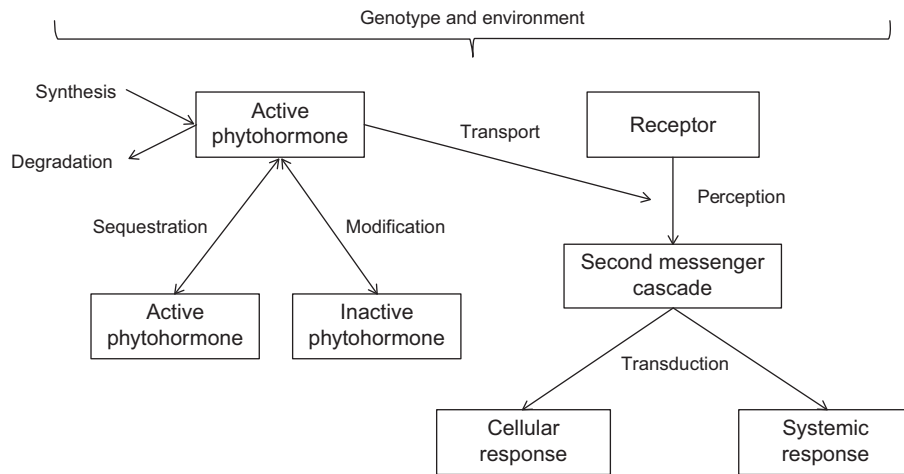 Genotype and environment
Synthesis
Degradation
Active
phytohormone
Transport
Receptor
Perception
Sequestration
Modification
Active
phytohormone
Inactive
phytohormone
Second messenger
cascade
Transduction
Cellular
response
Systemic
response